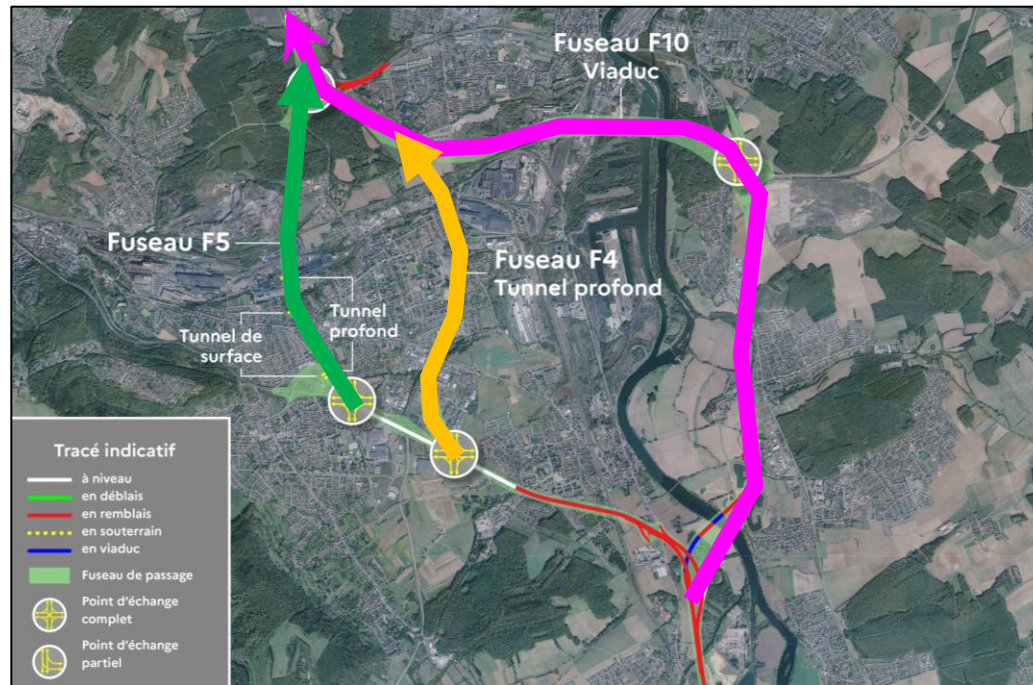 Fuseau F10
Viaduc
Fuseau F5
Fuseau F4
Tunnel profond
Tunnel
profond
Tunnel de
surface
Tracé indicatif
à niveau
en déblais
en remblais
en souterrain
en viaduc
Fuseau de passage
Point d'échange
complet
Point d'échange
partiel